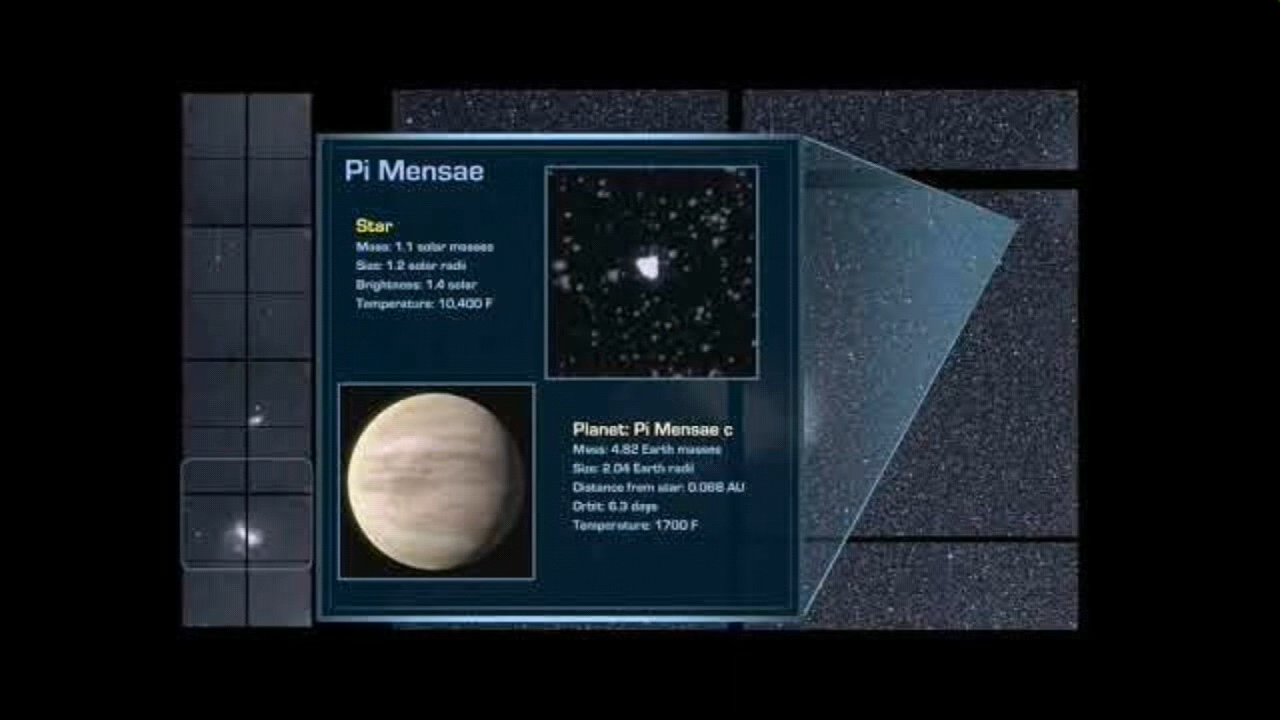 Pi Mensae
Star
Mass: 1.1 solar masses
Size: 1.2 solar radii
Brightness: 1.4 solar
Temperature: 10,400 F
Planet: Pi Mensae c
Mass: 4.82 Earth masses
Size: 2.04 Earth radii
Distance from star: 0.068 AU
Orbit: 6.3 days
Temperature: 1700 F